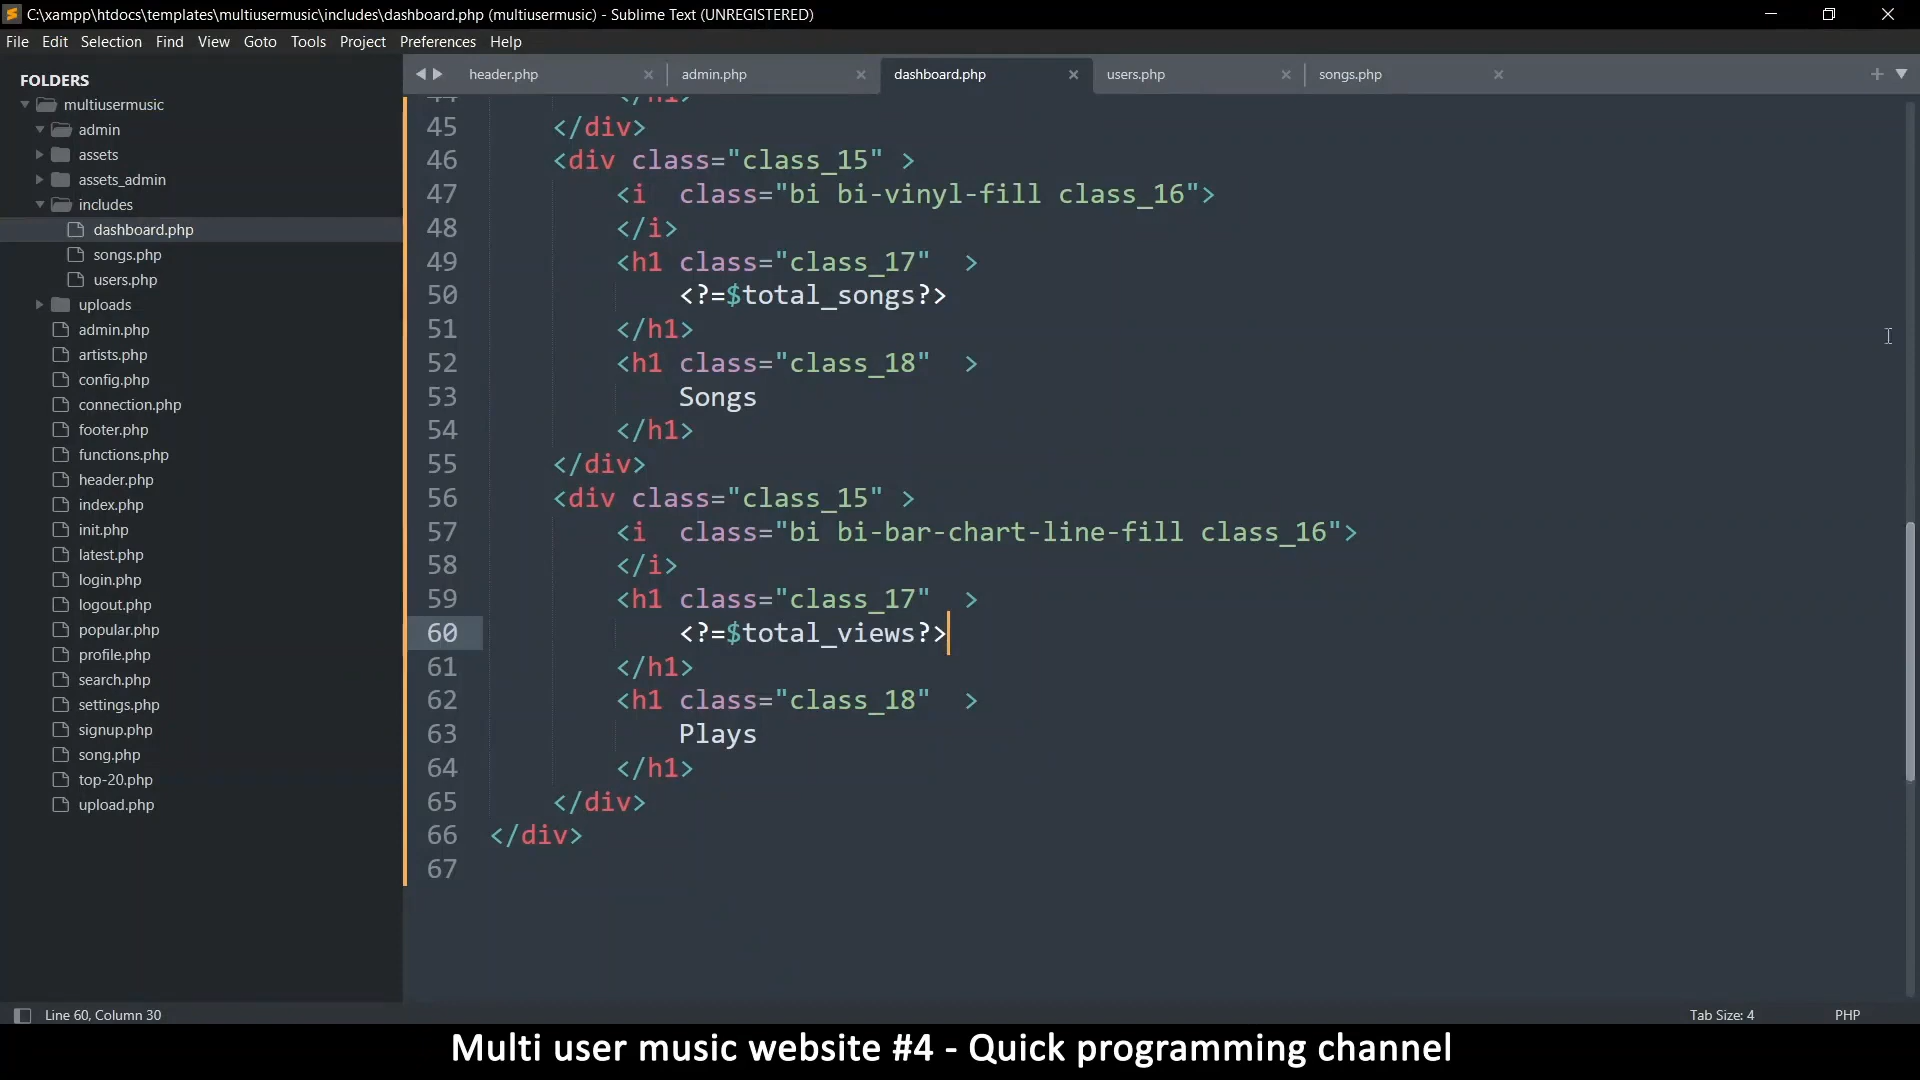 C:\xampp\htdocs\templates\multiusermusic\includes\dashboard.php (multiusermusic) - Sublime Text (UNREGISTERED)
File Edit Selection Find View Goto Tools Project Preferences Help
FOLDERS
multiusermusic
admin
assets
assets_admin
includes
dashboard.php
songs.php
users.php
uploads
admin.php
artists.php
config.php
connection.php
footer.php
functions.php
header.php
index.php
init.php
latest.php
login.php
logout.php
popular.php
profile.php
search.php
settings.php
signup.php
song.php
top-20.php
upload.php
header.php admin.php dashboard.php users.php songs.php
44 </h1>
45 </div>
46 <div class="class_15" >
47 <i  class="bi bi-vinyl-fill class_16">
48 </i>
49 <h1 class="class_17"  >
50 <?=$total_songs?>
51 </h1>
52 <h1 class="class_18"  >
53 Songs
54 </h1>
55 </div>
56 <div class="class_15" >
57 <i  class="bi bi-bar-chart-line-fill class_16">
58 </i>
59 <h1 class="class_17"  >
60 <?=$total_views?>
61 </h1>
62 <h1 class="class_18"  >
63 Plays
64 </h1>
65 </div>
66 </div>
67
Line 60, Column 30 Tab Size: 4 PHP
Multi user music website #4 - Quick programming channel